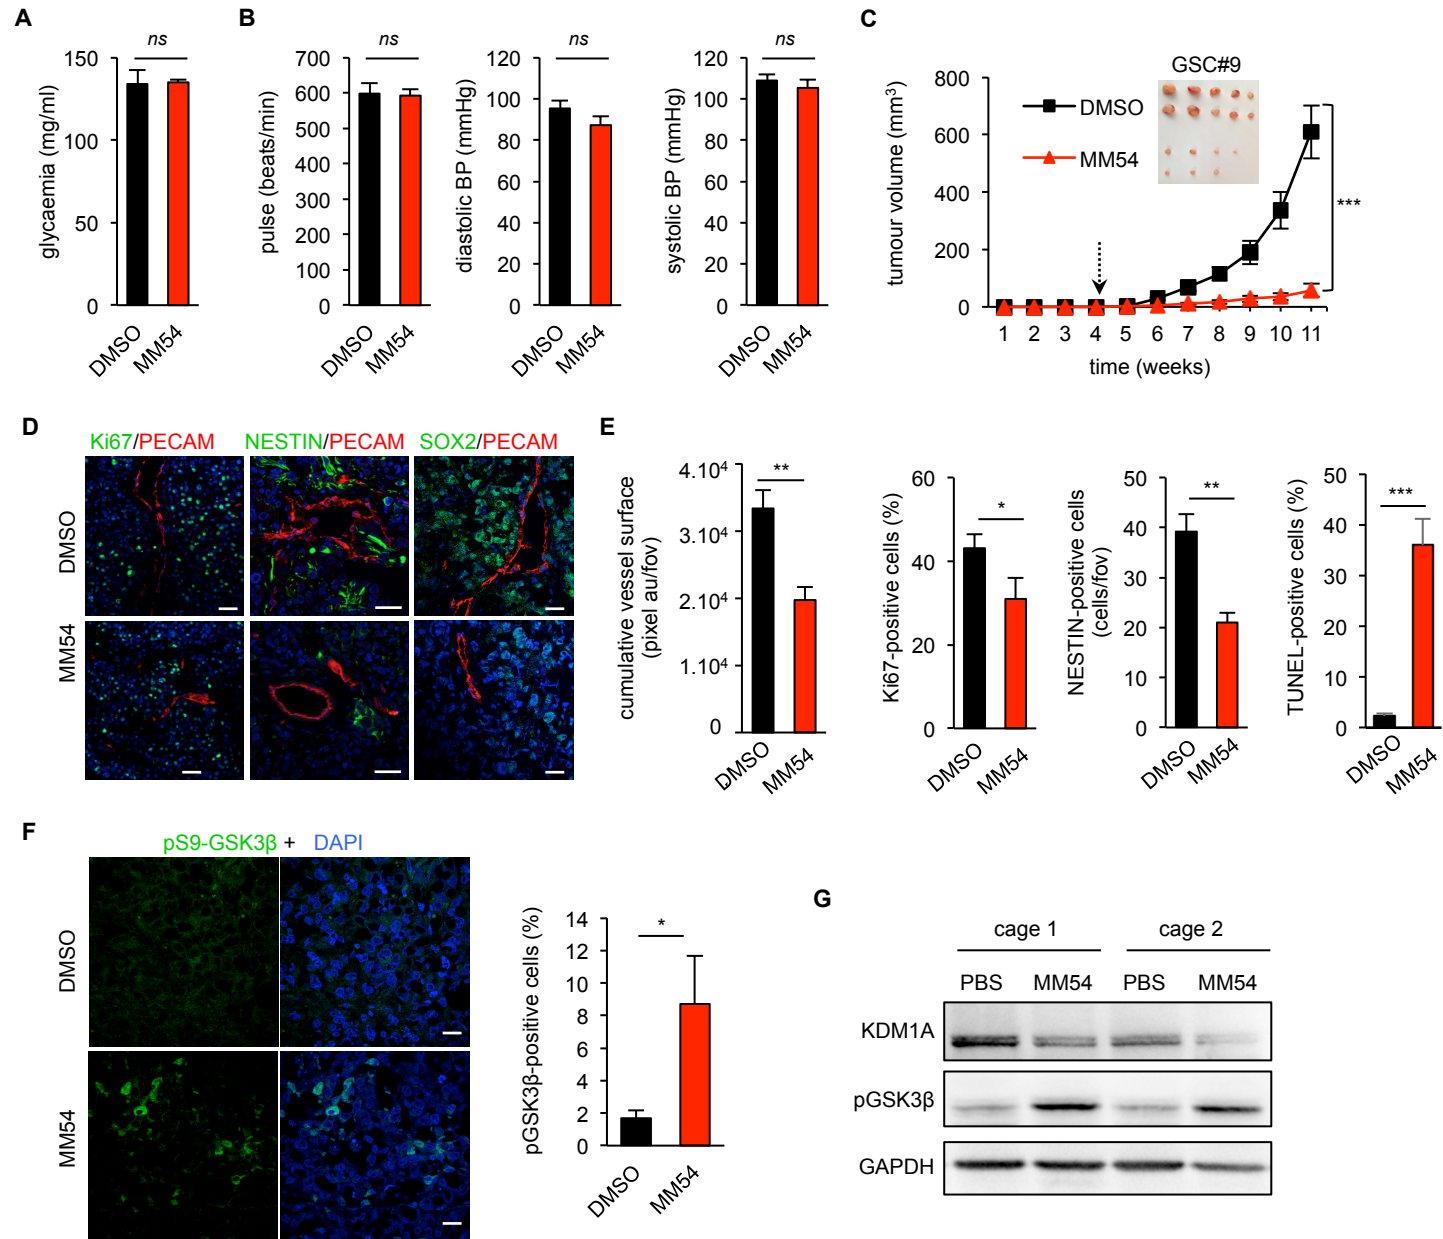 A
ns
glycaemia (mg/ml)
150
100
50
0
DMSO
MM54
B
ns
pulse (beats/min)
700
600
500
400
300
200
100
0
DMSO
MM54
ns
diastolic BP (mmHg)
120
100
80
60
40
20
0
DMSO
MM54
ns
systolic BP (mmHg)
120
100
80
60
40
20
0
DMSO
MM54
C
GSC#9
DMSO
MM54
tumour volume (mm³)
800
600
400
200
0
***
1 2 3 4 5 6 7 8 9 10 11
time (weeks)
D
Ki67/PECAM
NESTIN/PECAM
SOX2/PECAM
DMSO
MM54
E
cumulative vessel surface
(pixel au/fov)
4.10⁴
3.10⁴
2.10⁴
1.10⁴
0
**
DMSO
MM54
Ki67-positive cells (%)
60
40
20
0
*
DMSO
MM54
NESTIN-positive cells
(cells/fov)
50
40
30
20
10
0
**
DMSO
MM54
TUNEL-positive cells (%)
50
40
30
20
10
0
***
DMSO
MM54
F
pS9-GSK3β + DAPI
DMSO
MM54
pGSK3β-positive cells (%)
14
12
10
8
6
4
2
0
*
DMSO
MM54
G
cage 1 cage 2
PBS MM54 PBS MM54
KDM1A
pGSK3β
GAPDH